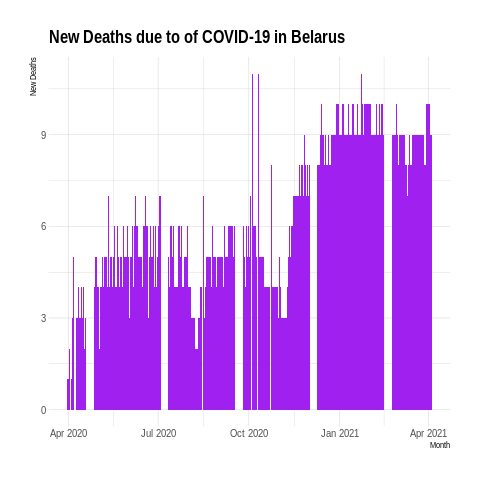 New Deaths due to of COVID-19 in Belarus
New Deaths
9
6
3
0
Apr 2020 Jul 2020 Oct 2020 Jan 2021 Apr 2021
Month